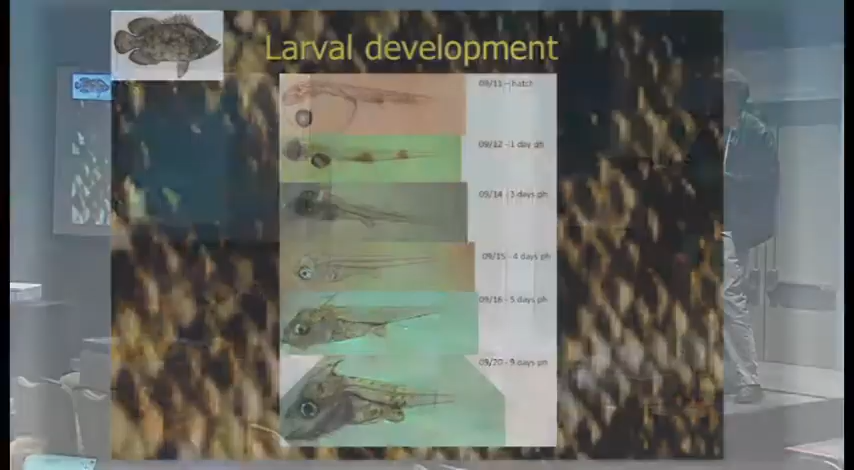 Larval development
09/11 - hatch
09/12 - 1 day ph
09/14 - 3 days ph
09/15 - 4 days ph
09/16 - 5 days ph
09/20 - 9 days ph